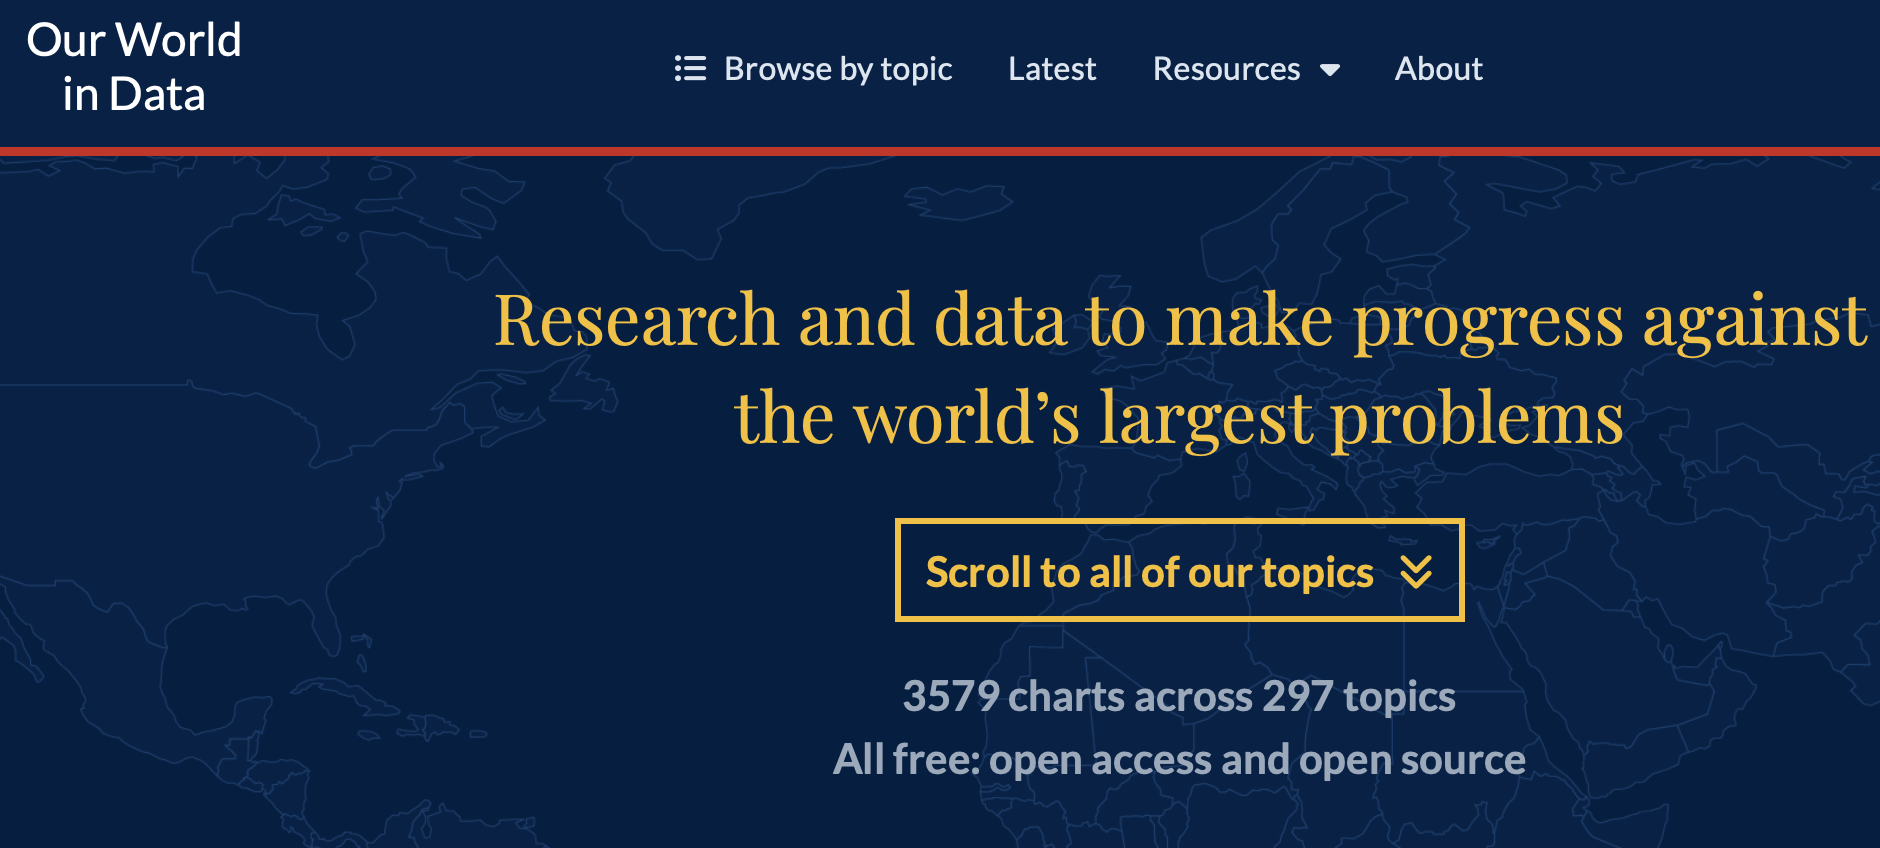 Our World
in Data
Browse by topic
Latest
Resources
About
Research and data to make progress against
the world’s largest problems
Scroll to all of our topics
3579 charts across 297 topics
All free: open access and open source